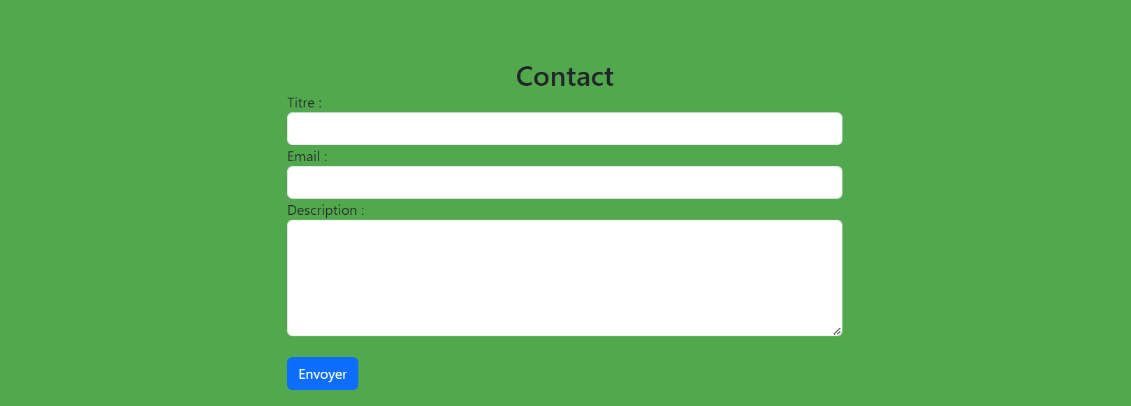 Contact
Titre :
Email :
Description :
Envoyer